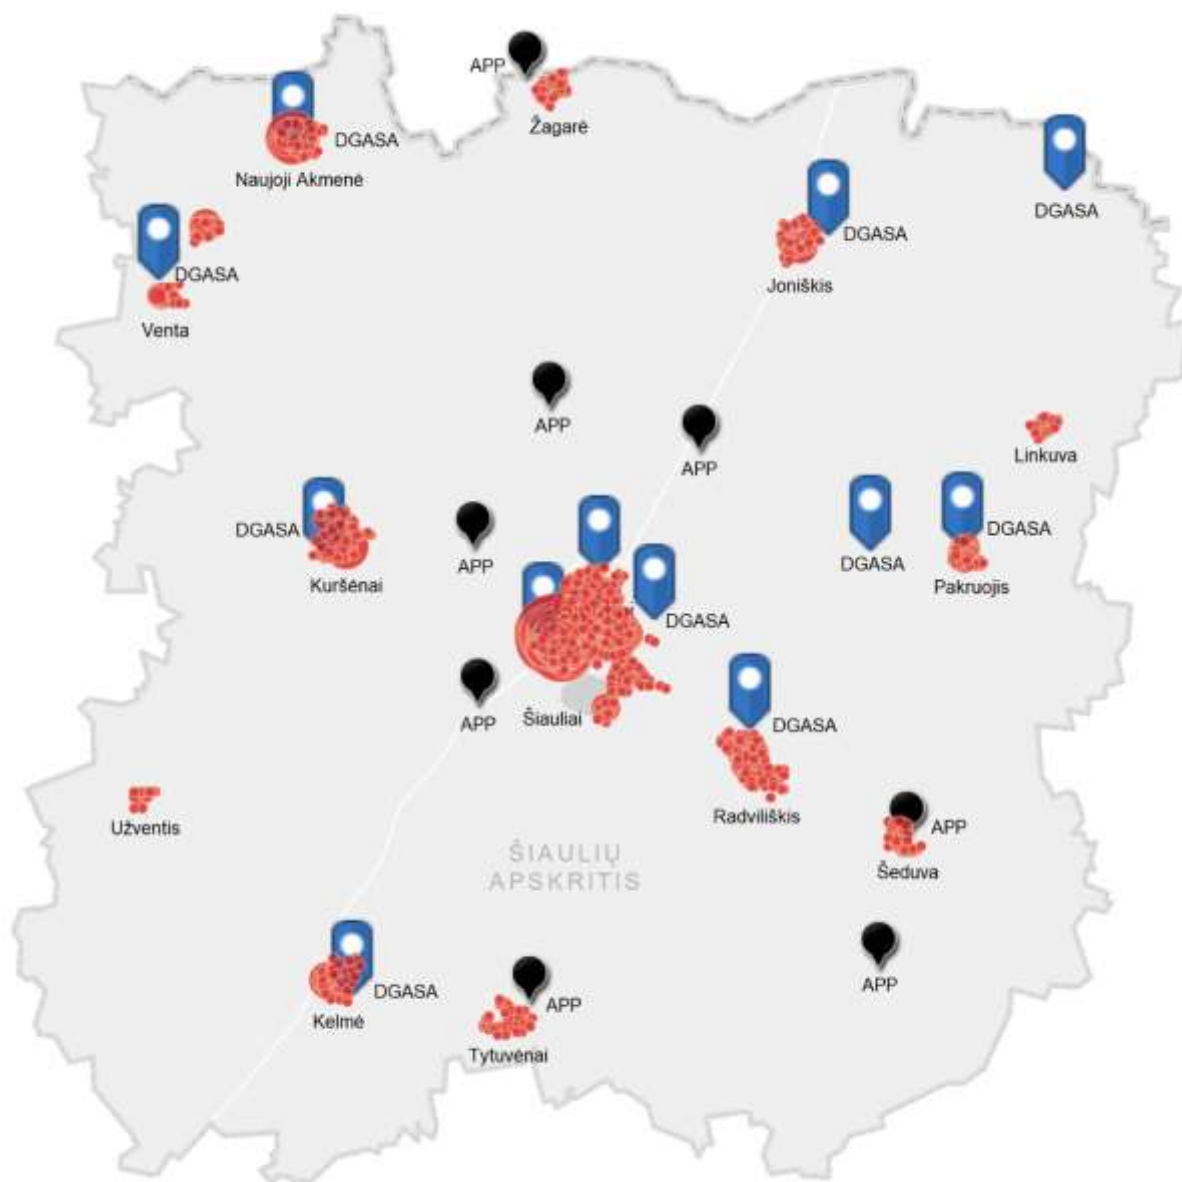 APP
Žagarė
DGASA
Naujoji Akmenė
DGASA
DGASA
DGASA
Joniškis
Venta
APP
APP
Linkuva
DGASA
DGASA
APP
DGASA
Kuršėnai
Pakruojis
DGASA
APP
Šiauliai
DGASA
Radviliškis
Užventis
APP
Šeduva
ŠIAULIŲ
APSKRITIS
APP
DGASA
APP
Kelmė
Tytuvėnai